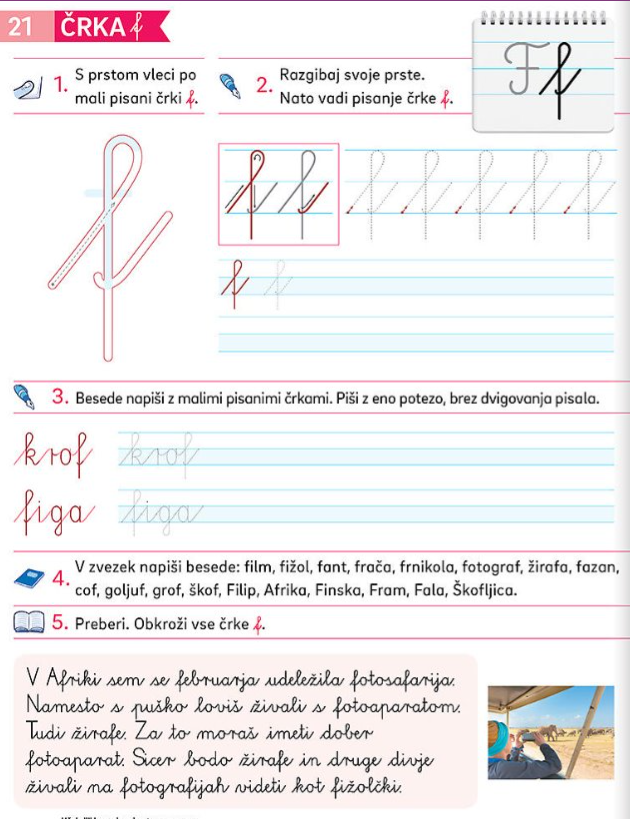 21 ČRKA f
1. S prstom vleci po
mali pisani črki f.
2. Razgibaj svoje prste.
Nato vadi pisanje črke f.
F f
f f f f f f f
f f
3. Besede napiši z malimi pisanimi črkami. Piši z eno potezo, brez dvigovanja pisala.
krof krof
figa figa
4. V zvezek napiši besede: film, fižol, fant, frača, frnikola, fotograf, žirafa, fazan,
cof, goljuf, grof, škof, Filip, Afrika, Finska, Fram, Fala, Škofljica.
5. Preberi. Obkroži vse črke f.
V Afriki sem se februarja udeležila fotosafarija.
Namesto s puško loviš živali s fotoaparatom.
Tudi žirafe. Za to moraš imeti dober
fotoaparat. Sicer bodo žirafe in druge divje
živali na fotografijah videti kot fižolčki.